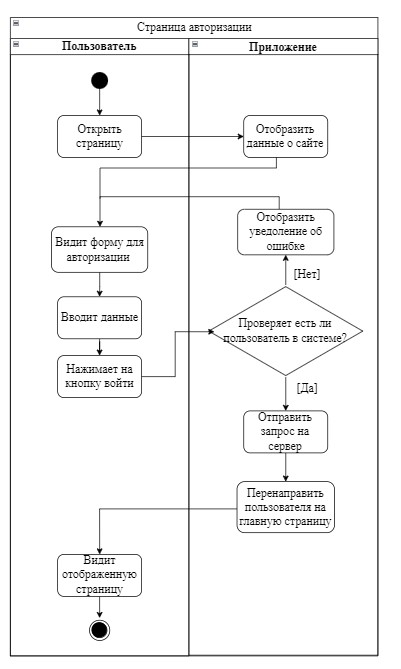 Страница авторизации
Пользователь
Приложение
Открыть
страницу
Отобразить
данные о сайте
Отобразить
уведоление об
ошибке
Видит форму для
авторизации
[Нет]
Вводит данные
Проверяет есть ли
пользователь в системе?
Нажимает на
кнопку войти
[Да]
Отправить
запрос на
сервер
Перенаправить
пользователя на
главную страницу
Видит
отображенную
страницу